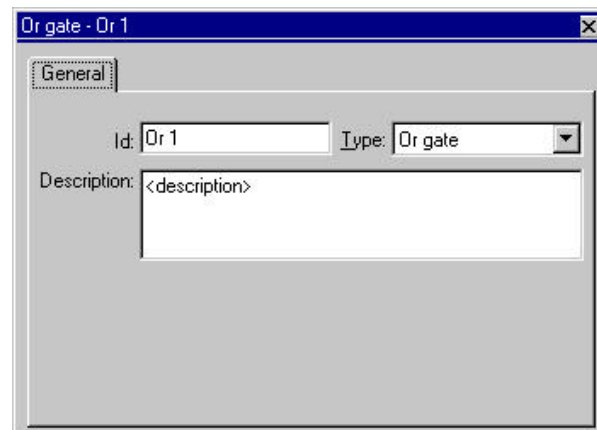 Or gate - Or 1
General
Id: Or 1 Type: Or gate
Description: <description>